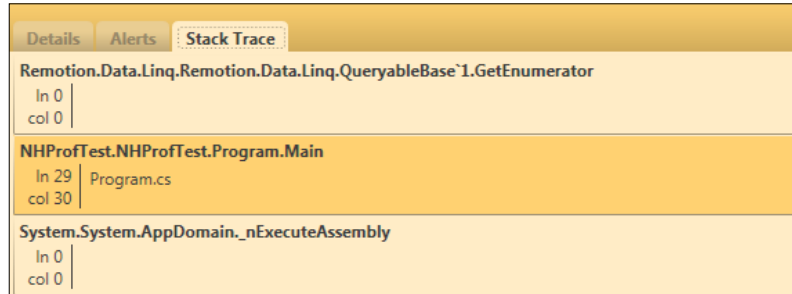 Details Alerts Stack Trace
Remotion.Data.Linq.Remotion.Data.Linq.QueryableBase`1.GetEnumerator
ln 0
col 0
NHProfTest.NHProfTest.Program.Main
ln 29 Program.cs
col 30
System.System.AppDomain._nExecuteAssembly
ln 0
col 0